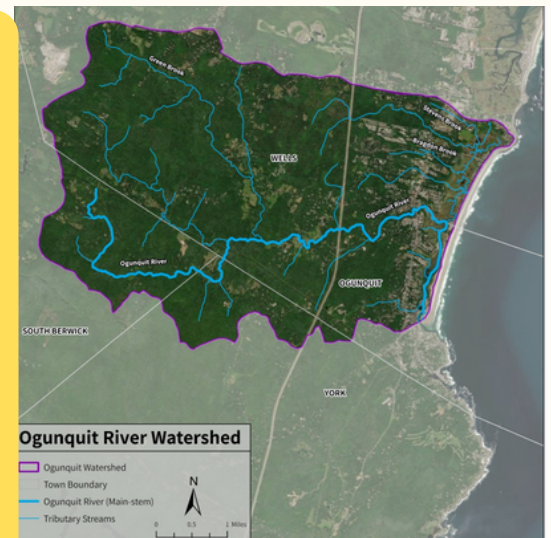 Green Brook
Stevens Brook
Bragdon Brook
WELLS
Ogunquit River
Ogunquit River
OGUNQUIT
SOUTH BERWICK
YORK
Ogunquit River Watershed
Ogunquit Watershed
Town Boundary
Ogunquit River (Main-stem)
Tributary Streams
N
0 0.5 1 Miles